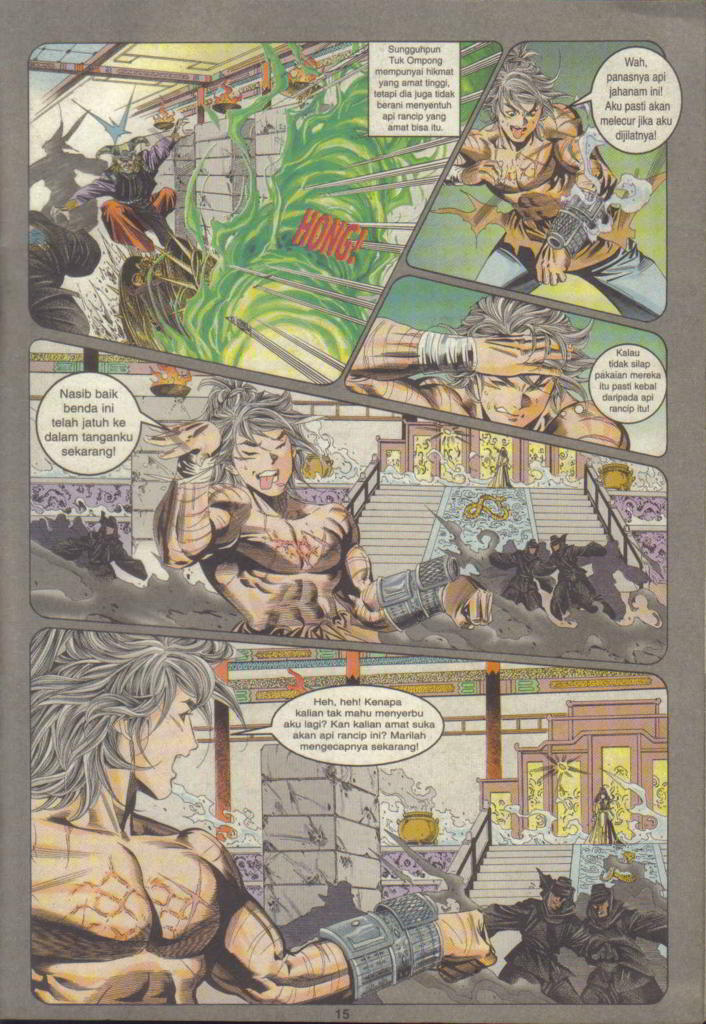 Sungguhpun
Tuk Ompong
mempunyai hikmat
yang amat tinggi,
tetapi dia juga tidak
berani menyentuh
api rancip yang
amat bisa itu.
HONG!
Wah,
panasnya api
jahanam ini!
Aku pasti akan
melecur jika aku
dijilatnya!
Kalau
tidak silap
pakaian mereka
itu pasti kebal
daripada api
rancip itu!
Nasib baik
benda ini
telah jatuh ke
dalam tanganku
sekarang!
Heh, heh! Kenapa
kalian tak mahu menyerbu
aku lagi? Kan kalian amat suka
akan api rancip ini? Marilah
mengecapnya sekarang!
15